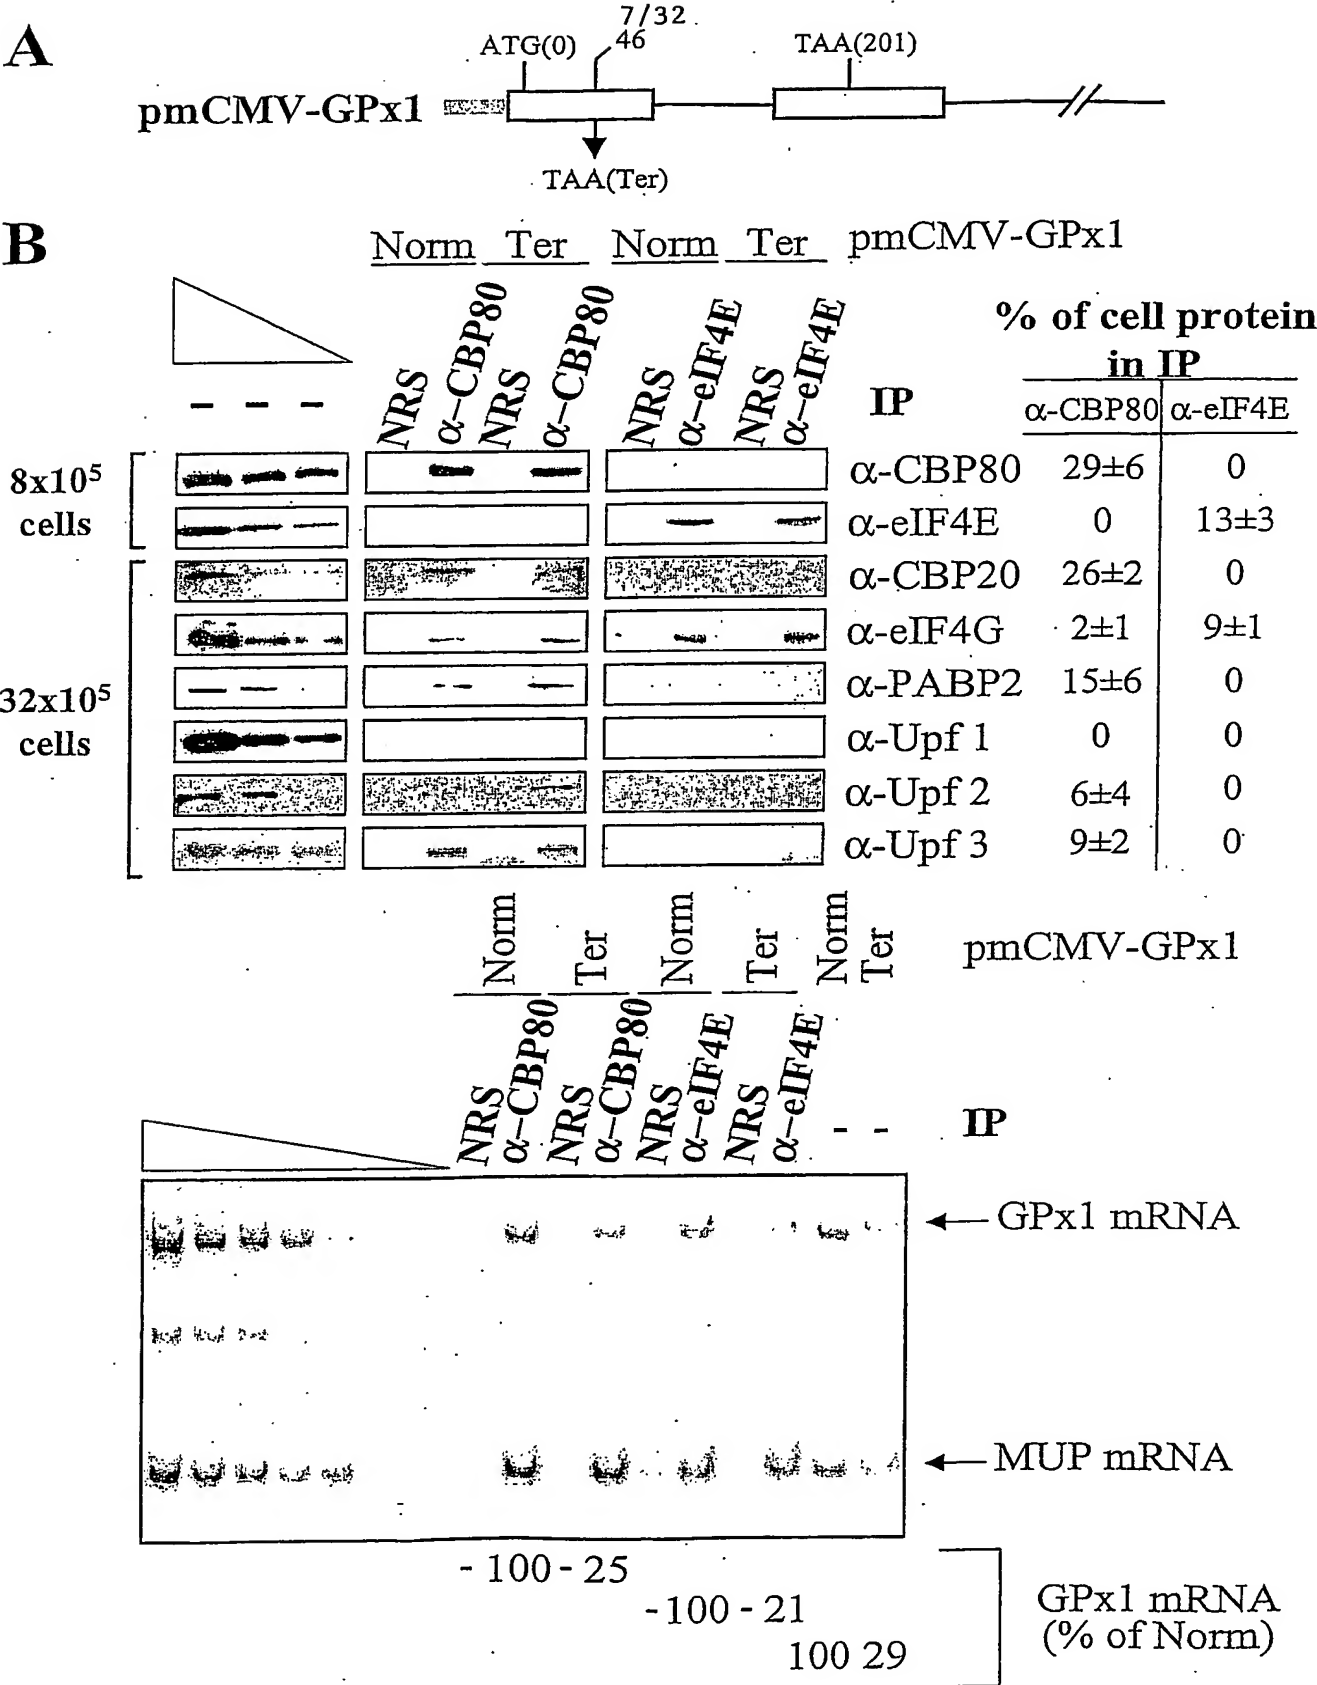 7/32
A
ATG(0) 46 TAA(201)
pmCMV-GPx1
TAA(Ter)
B
Norm Ter Norm Ter pmCMV-GPx1
NRS α–CBP80 NRS α–CBP80 NRS α–eIF4E NRS α–eIF4E
% of cell protein
in IP
– – – IP α-CBP80 α-eIF4E
8x10⁵
cells
α-CBP80 29±6 0
α-eIF4E 0 13±3
α-CBP20 26±2 0
α-eIF4G 2±1 9±1
32x10⁵
cells
α-PABP2 15±6 0
α-Upf 1 0 0
α-Upf 2 6±4 0
α-Upf 3 9±2 0
Norm Ter Norm Ter Norm Ter pmCMV-GPx1
NRS α–CBP80 NRS α–CBP80 NRS α–eIF4E NRS α–eIF4E - - IP
GPx1 mRNA
MUP mRNA
- 100 - 25
-100 - 21
100 29
GPx1 mRNA
(% of Norm)